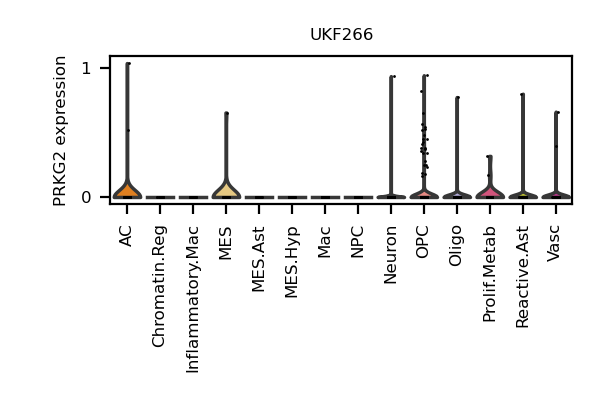 UKF266
PRKG2 expression
1
0
AC
Chromatin.Reg
Inflammatory.Mac
MES
MES.Ast
MES.Hyp
Mac
NPC
Neuron
OPC
Oligo
Prolif.Metab
Reactive.Ast
Vasc